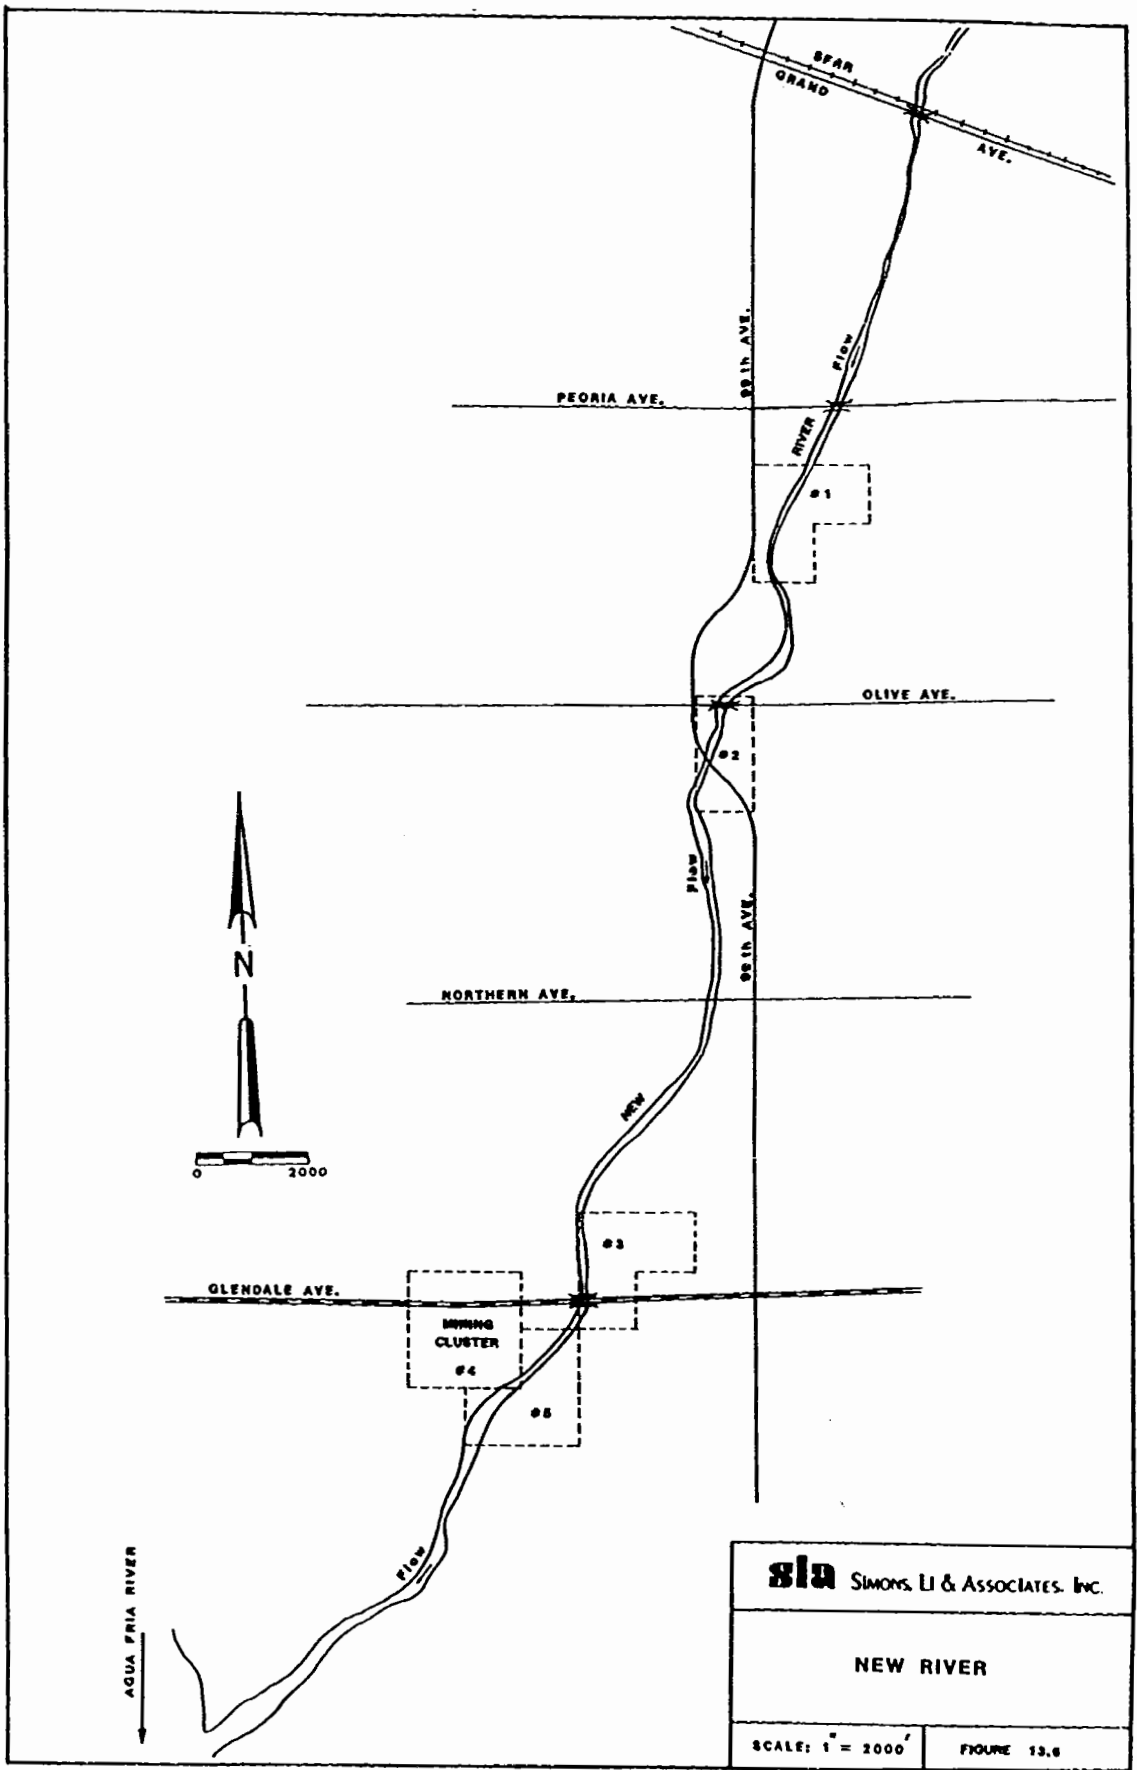 SFRR
GRAND
AVE.
99th AVE.
Flow
PEORIA AVE.
RIVER
#1
OLIVE AVE.
#2
Flow
99th AVE.
N
NORTHERN AVE.
NEW
0 2000
#3
GLENDALE AVE.
MINING
CLUSTER
#4
#5
Flow
AGUA FRIA RIVER
sla SIMONS, LI & ASSOCIATES, INC.
NEW RIVER
SCALE: 1" = 2000'
FIGURE 13.6